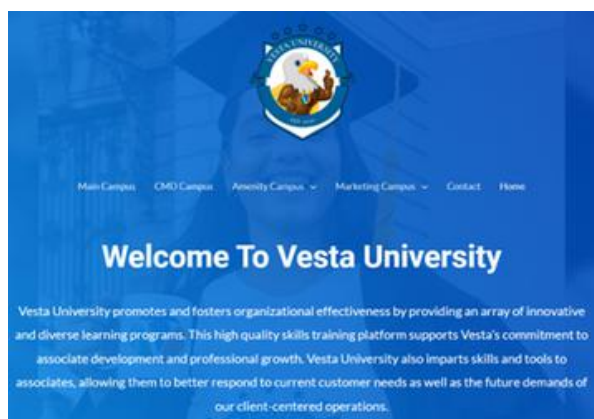 VESTA UNIVERSITY
Main Campus CMD Campus Amenity Campus Marketing Campus Contact Home
Welcome To Vesta University
Vesta University promotes and fosters organizational effectiveness by providing an array of innovative
and diverse learning programs. This high quality skills training platform supports Vesta's commitment to
associate development and professional growth. Vesta University also imparts skills and tools to
associates, allowing them to better respond to current customer needs as well as the future demands of
our client-centered operations.